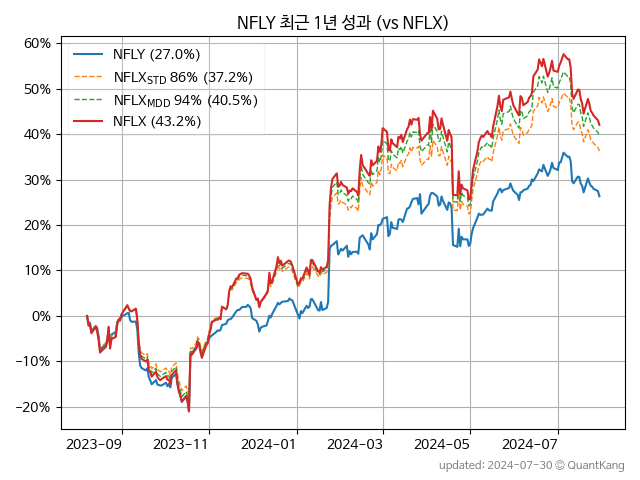 NFLY 최근 1년 성과 (vs NFLX)
60%
50%
40%
30%
20%
10%
0%
−10%
−20%
NFLY (27.0%)
NFLXSTD 86% (37.2%)
NFLXMDD 94% (40.5%)
NFLX (43.2%)
2023-09 2023-11 2024-01 2024-03 2024-05 2024-07
updated: 2024-07-30 © QuantKang